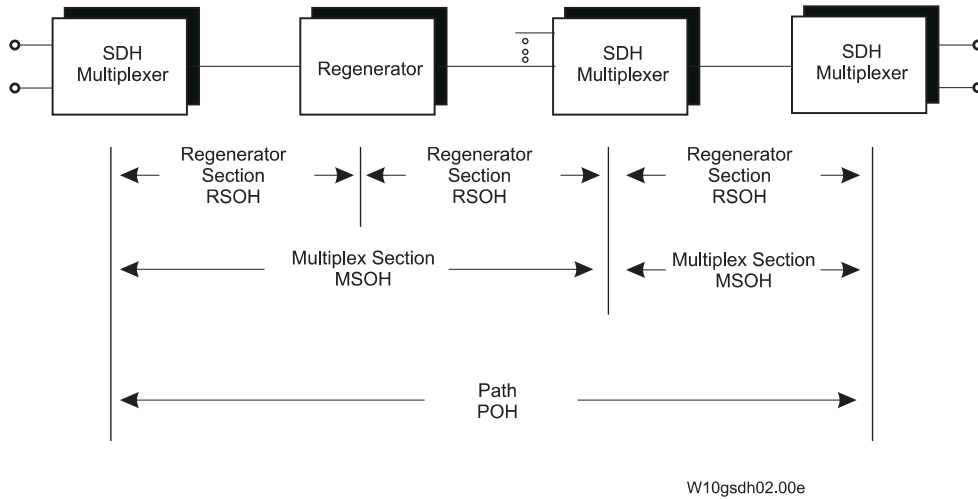 SDH
Multiplexer
Regenerator
SDH
Multiplexer
SDH
Multiplexer
Regenerator
Section
RSOH
Regenerator
Section
RSOH
Regenerator
Section
RSOH
Multiplex Section
MSOH
Multiplex Section
MSOH
Path
POH
W10gsdh02.00e